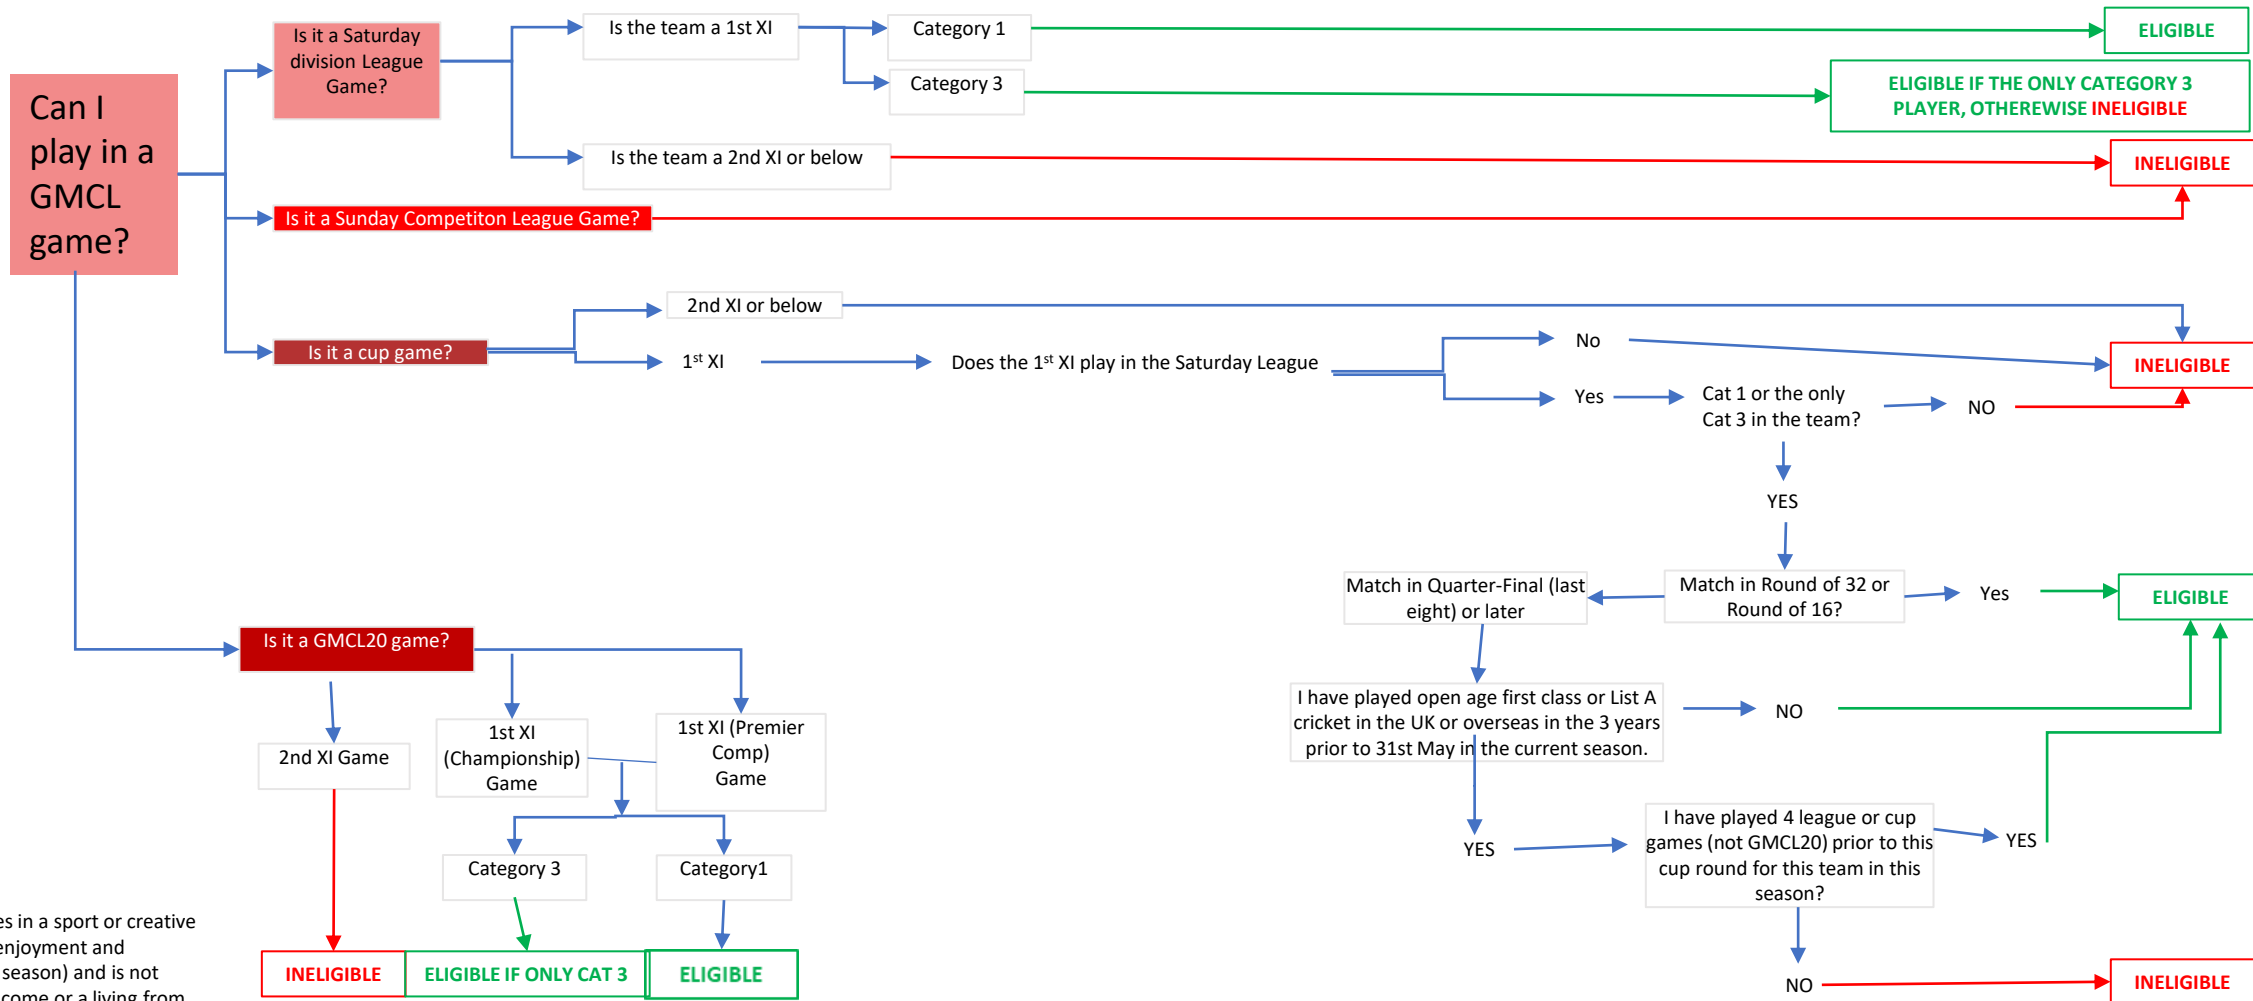 Can I
play in a
GMCL
game?
Is it a Saturday
division League
Game?
Is the team a 1st XI
Category 1
ELIGIBLE
Category 3
ELIGIBLE IF THE ONLY CATEGORY 3
PLAYER, OTHEREWISE INELIGIBLE
Is the team a 2nd XI or below
INELIGIBLE
Is it a Sunday Competiton League Game?
2nd XI or below
Is it a cup game?
1st XI
Does the 1st XI play in the Saturday League
No
INELIGIBLE
Yes
Cat 1 or the only
Cat 3 in the team?
NO
YES
Match in Quarter-Final (last
eight) or later
Match in Round of 32 or
Round of 16?
Yes
ELIGIBLE
Is it a GMCL20 game?
I have played open age first class or List A
cricket in the UK or overseas in the 3 years
prior to 31st May in the current season.
NO
2nd XI Game
1st XI
(Championship)
Game
1st XI (Premier
Comp)
Game
YES
I have played 4 league or cup
games (not GMCL20) prior to this
cup round for this team in this
season?
YES
Category 3
Category1
es in a sport or creative
enjoyment and
season) and is not
come or a living from
INELIGIBLE
ELIGIBLE IF ONLY CAT 3
ELIGIBLE
NO
INELIGIBLE